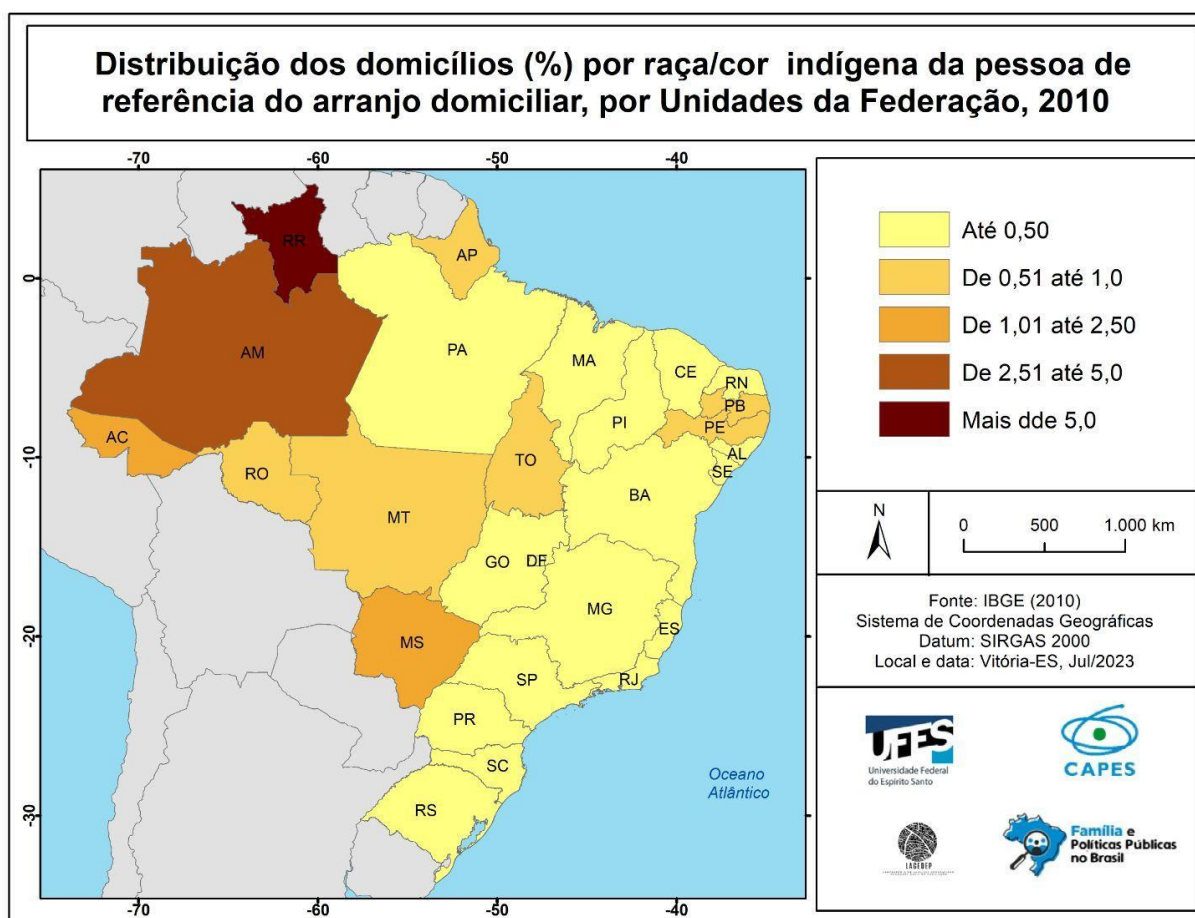 Distribuição dos domicílios (%) por raça/cor indígena da pessoa de
referência do arranjo domiciliar, por Unidades da Federação, 2010
-70
-60
-50
-40
0
-10
-20
-30
RR
AP
AM
PA
MA
CE
RN
PB
PI
PE
AC
AL
SE
RO
TO
BA
MT
GO
DF
MG
ES
MS
SP
RJ
PR
SC
RS
Oceano
Atlântico
-70
-60
-50
-40
Até 0,50
De 0,51 até 1,0
De 1,01 até 2,50
De 2,51 até 5,0
Mais dde 5,0
N
0 500 1.000 km
Fonte: IBGE (2010)
Sistema de Coordenadas Geográficas
Datum: SIRGAS 2000
Local e data: Vitória-ES, Jul/2023
UFES
Universidade Federal
do Espírito Santo
CAPES
LAGEDEP
Família e
Políticas Públicas
no Brasil